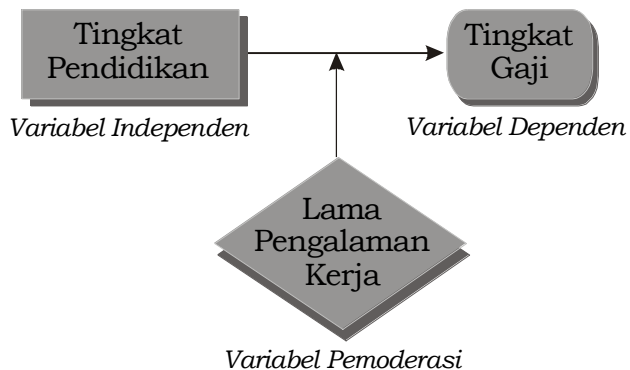 Tingkat
Pendidikan
Variabel Independen
Tingkat
Gaji
Variabel Dependen
Lama
Pengalaman
Kerja
Variabel Pemoderasi